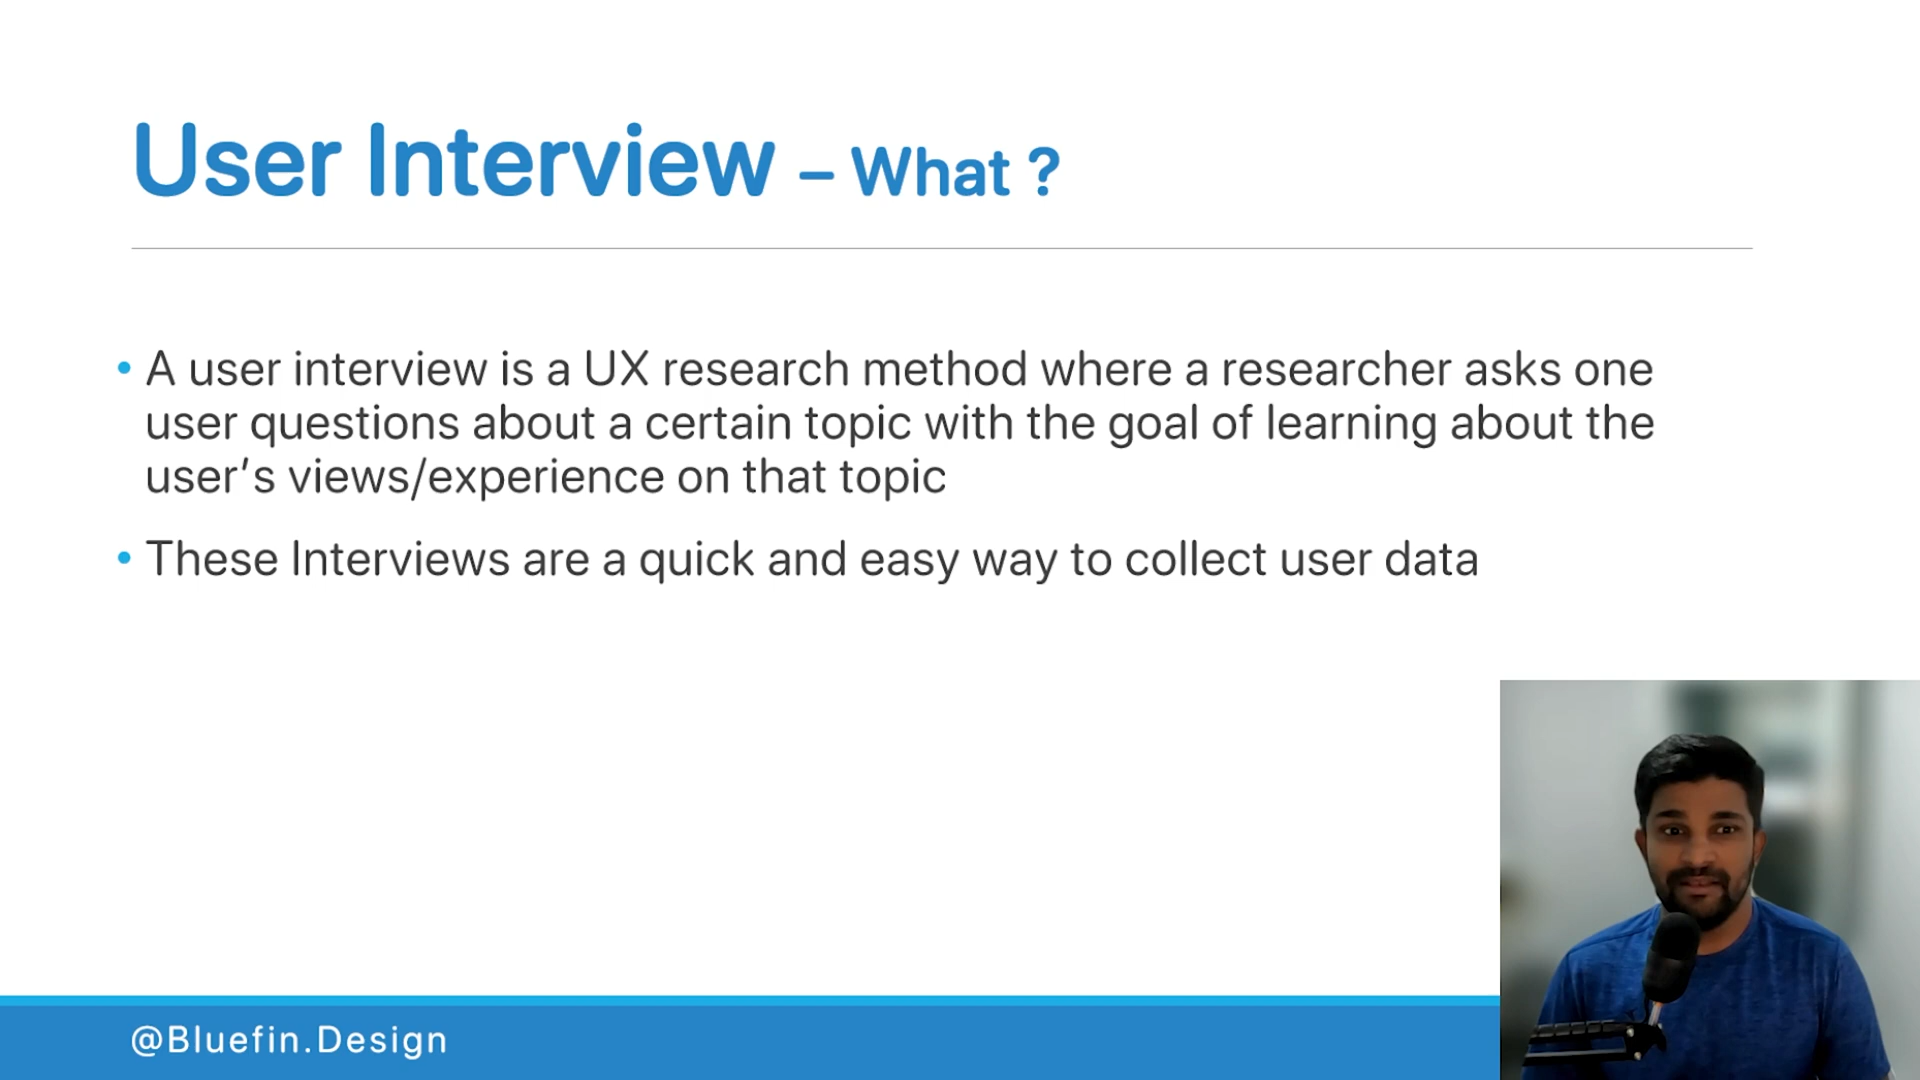 User Interview – What ?
• A user interview is a UX research method where a researcher asks one
user questions about a certain topic with the goal of learning about the
user’s views/experience on that topic
• These Interviews are a quick and easy way to collect user data
@Bluefin.Design